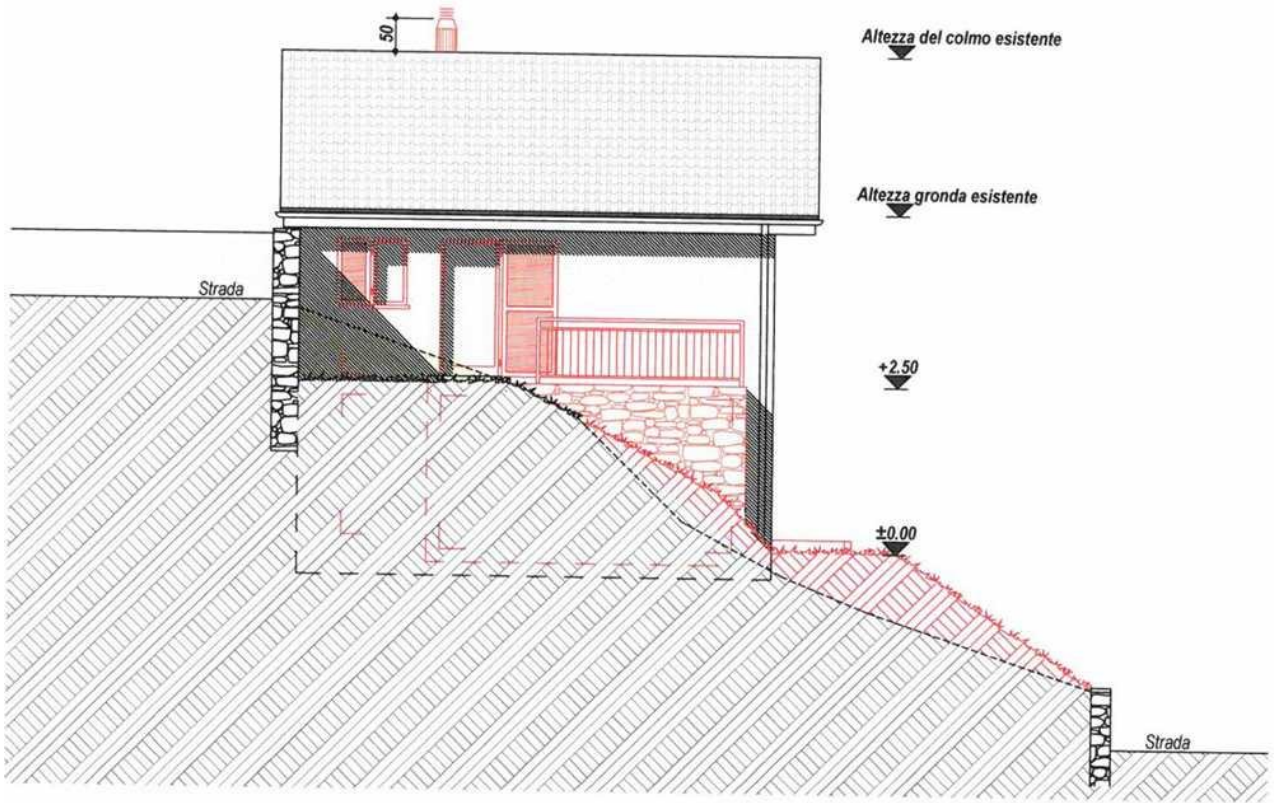 50
Altezza del colmo esistente
Altezza gronda esistente
Strada
+2.50
±0.00
Strada